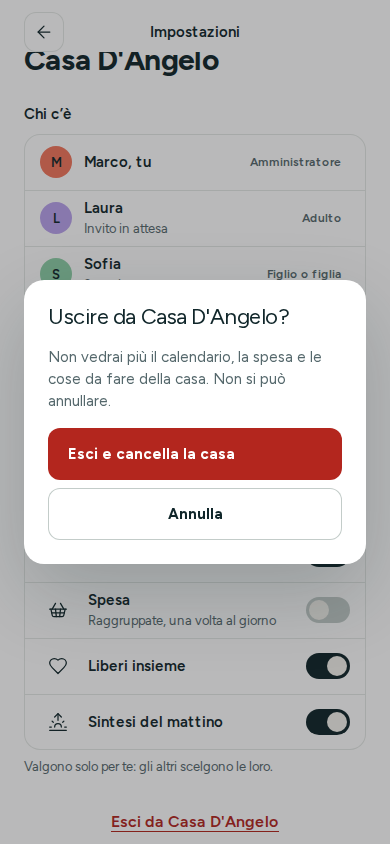 Impostazioni
Casa D'Angelo
Chi c'è
M
Marco, tu
Amministratore
L
Laura
Invito in attesa
Adulto
S
Sofia
Figlio o figlia
Uscire da Casa D'Angelo?
Non vedrai più il calendario, la spesa e le
cose da fare della casa. Non si può
annullare.
Esci e cancella la casa
Annulla
Spesa
Raggruppate, una volta al giorno
Liberi insieme
Sintesi del mattino
Valgono solo per te: gli altri scelgono le loro.
Esci da Casa D'Angelo